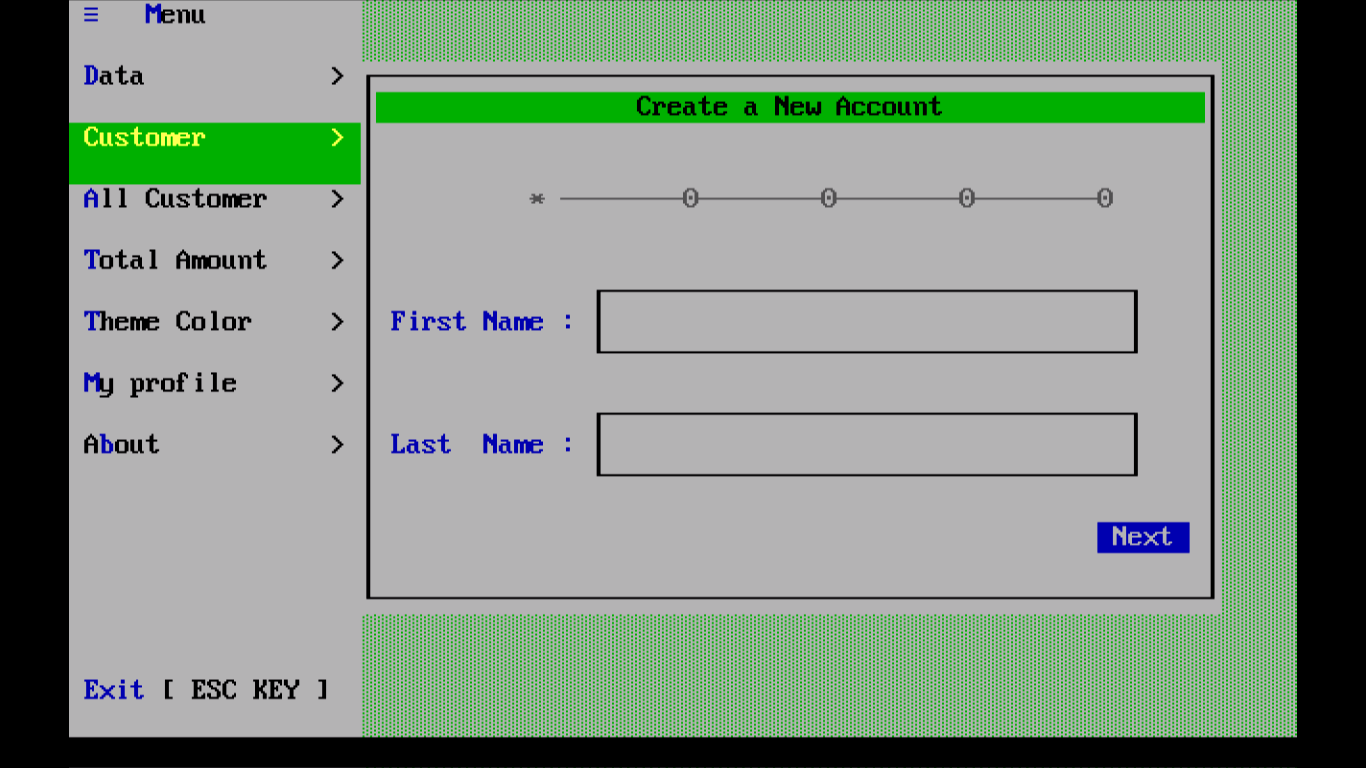 ≡ Menu
Data >
Customer >
All Customer >
Total Amount >
Theme Color >
My profile >
About >
Exit [ ESC KEY ]
Create a New Account
* 0 0 0 0
First Name :
Last Name :
Next